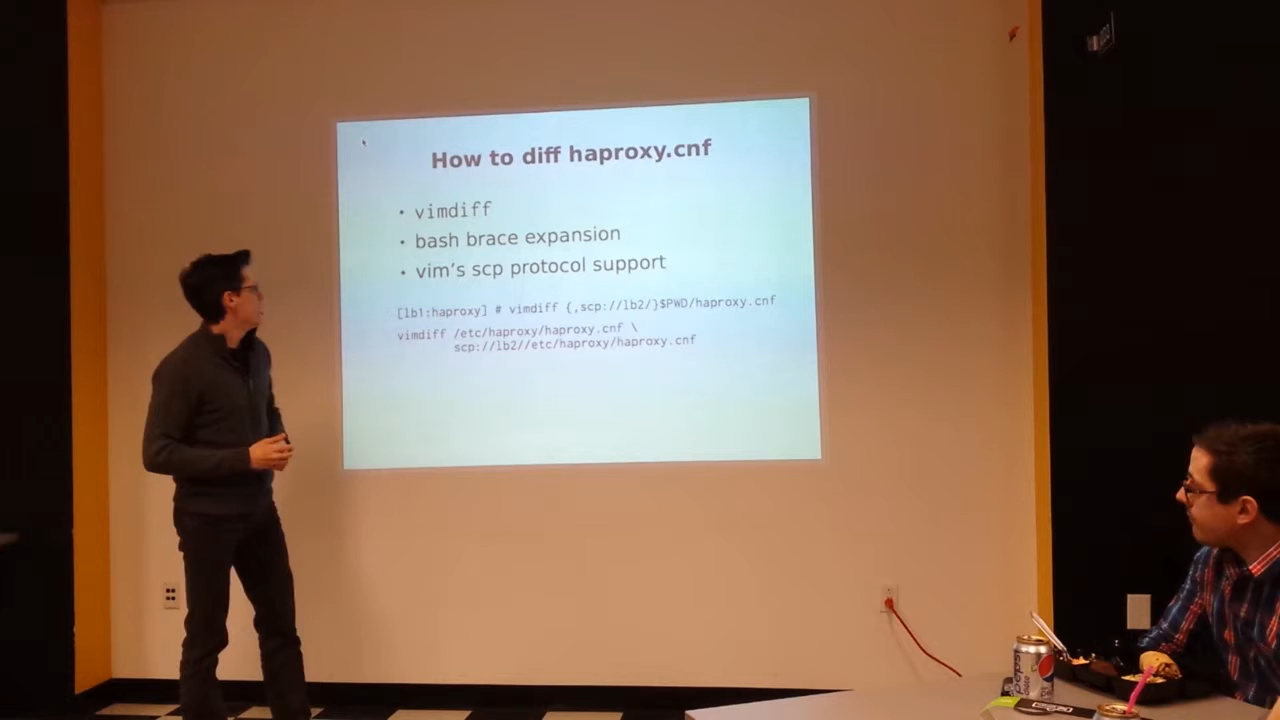 How to diff haproxy.cnf
• vimdiff
• bash brace expansion
• vim's scp protocol support
[lb1:haproxy] # vimdiff {,scp://lb2/}$PWD/haproxy.cnf
vimdiff /etc/haproxy/haproxy.cnf \
scp://lb2//etc/haproxy/haproxy.cnf
pepsi